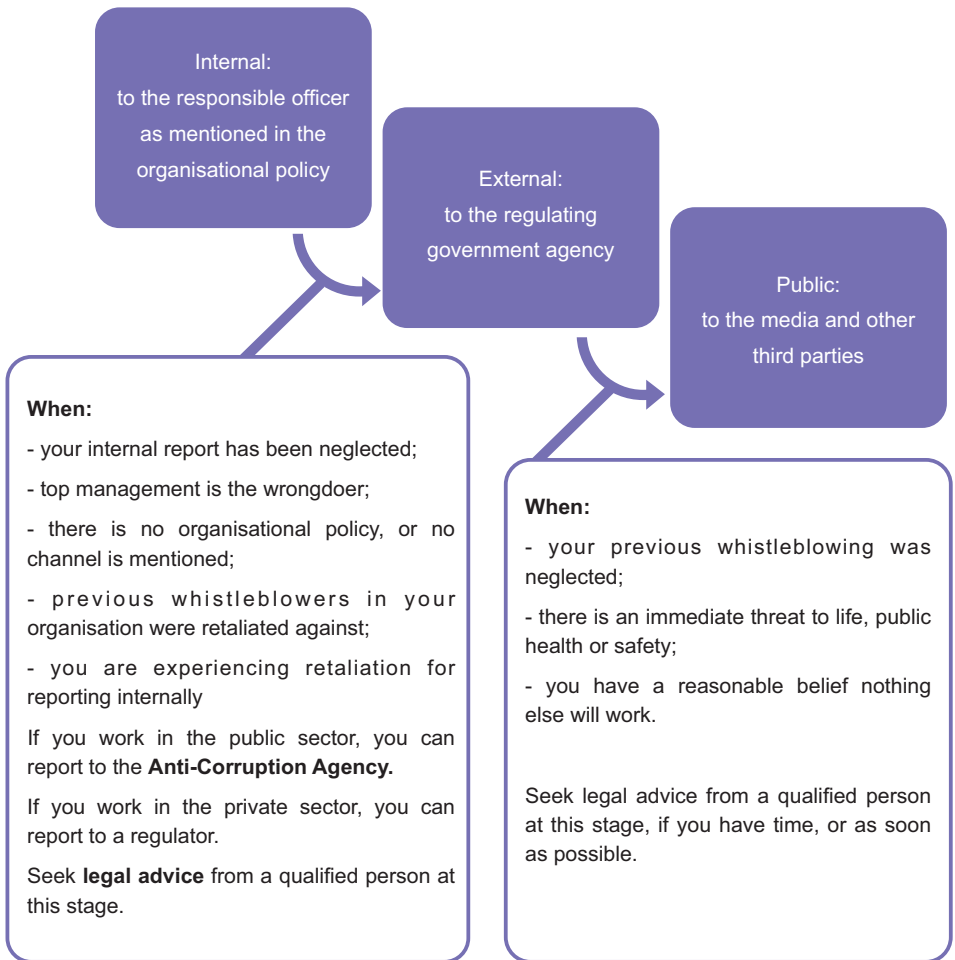 Internal:
to the responsible officer
as mentioned in the
organisational policy
External:
to the regulating
government agency
Public:
to the media and other
third parties
When:
- your internal report has been neglected;
- top management is the wrongdoer;
- there is no organisational policy, or no
channel is mentioned;
- previous whistleblowers in your
organisation were retaliated against;
- you are experiencing retaliation for
reporting internally
If you work in the public sector, you can
report to the Anti-Corruption Agency.
If you work in the private sector, you can
report to a regulator.
Seek legal advice from a qualified person at
this stage.
When:
- your previous whistleblowing was
neglected;
- there is an immediate threat to life, public
health or safety;
- you have a reasonable belief nothing
else will work.
Seek legal advice from a qualified person
at this stage, if you have time, or as soon
as possible.